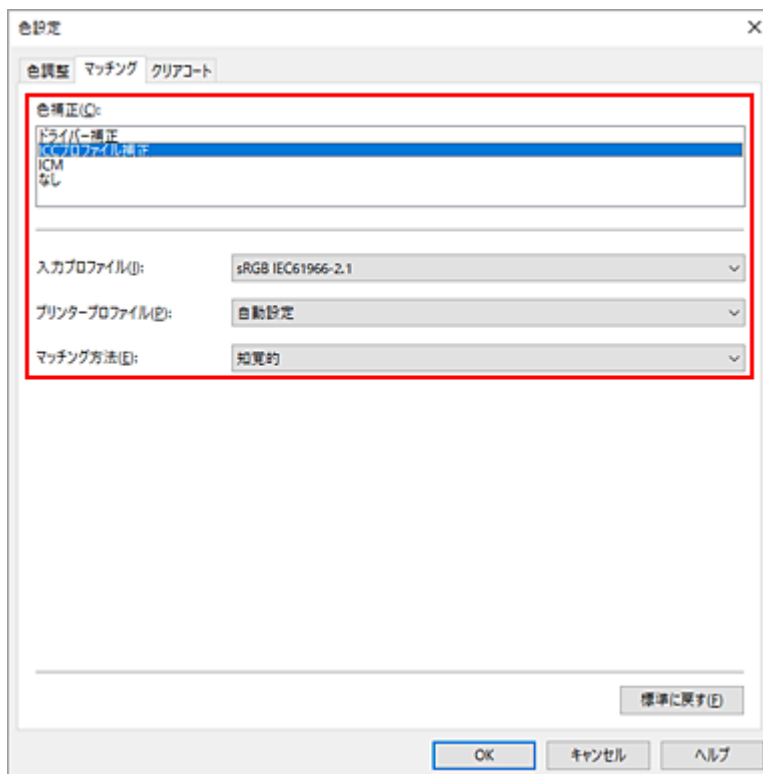 色設定
色調整 マッチング クリアコート
色補正(C):
ドライバー補正
ICCプロファイル補正
ICM
なし
入力プロファイル(I): sRGB IEC61966-2.1
プリンタープロファイル(P): 自動設定
マッチング方法(E): 知覚的
標準に戻す(F)
OK キャンセル ヘルプ